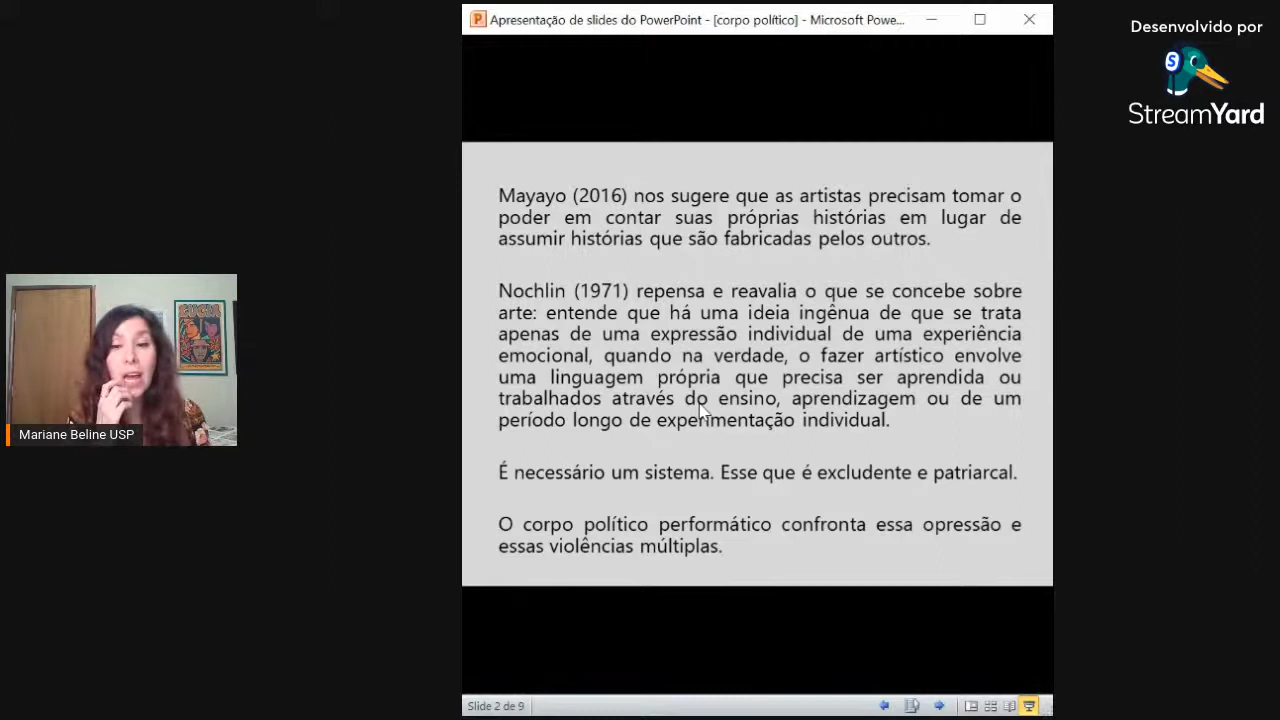 Apresentação de slides do PowerPoint - [corpo político] - Microsoft Powe...
Desenvolvido por
StreamYard
Mayayo (2016) nos sugere que as artistas precisam tomar o
poder em contar suas próprias histórias em lugar de
assumir histórias que são fabricadas pelos outros.
Nochlin (1971) repensa e reavalia o que se concebe sobre
arte: entende que há uma ideia ingênua de que se trata
apenas de uma expressão individual de uma experiência
emocional, quando na verdade, o fazer artístico envolve
uma linguagem própria que precisa ser aprendida ou
trabalhados através do ensino, aprendizagem ou de um
período longo de experimentação individual.
É necessário um sistema. Esse que é excludente e patriarcal.
O corpo político performático confronta essa opressão e
essas violências múltiplas.
Mariane Beline USP
Slide 2 de 9